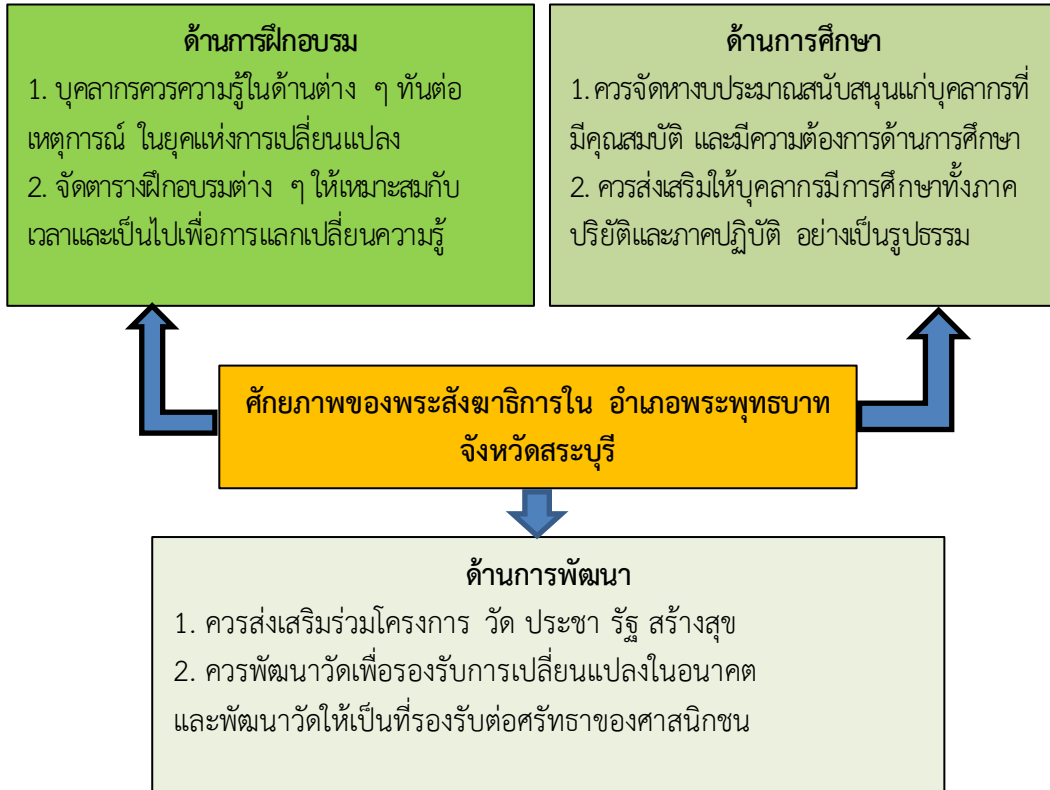 ด้านการฝึกอบรม
1. บุคลากรควรความรู้ในด้านต่าง ๆ ทันต่อ
เหตุการณ์ ในยุคแห่งการเปลี่ยนแปลง
2. จัดตารางฝึกอบรมต่าง ๆ ให้เหมาะสมกับ
เวลาและเป็นไปเพื่อการแลกเปลี่ยนความรู้
ด้านการศึกษา
1. ควรจัดหางบประมาณสนับสนุนแก่บุคลากรที่
มีคุณสมบัติ และมีความต้องการด้านการศึกษา
2. ควรส่งเสริมให้บุคลากรมีการศึกษาทั้งภาค
ปริยัติและภาคปฏิบัติ อย่างเป็นรูปธรรม
ศักยภาพของพระสังฆาธิการใน อำเภอพระพุทธบาท
จังหวัดสระบุรี
ด้านการพัฒนา
1. ควรส่งเสริมร่วมโครงการ วัด ประชา รัฐ สร้างสุข
2. ควรพัฒนาวัดเพื่อรองรับการเปลี่ยนแปลงในอนาคต
และพัฒนาวัดให้เป็นที่รองรับต่อศรัทธาของศาสนิกชน